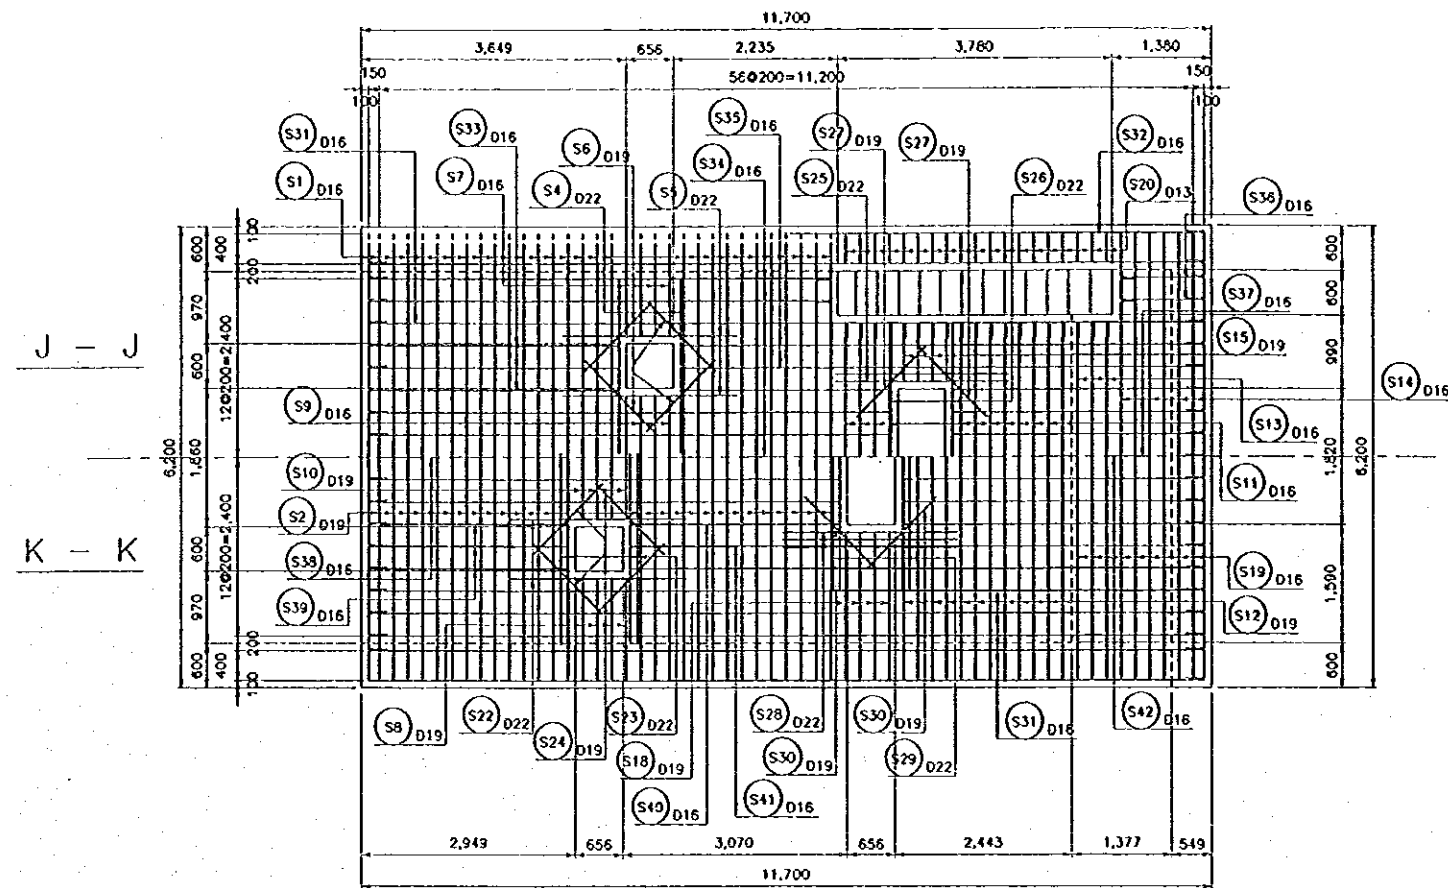 11,700
3,649 656 2,235 3,780 1,380
150 56@200=11,200 150
100 100
S31 D16 S33 D16 S6 D19 S35 D16 S27 D19 S27 D19 S32 D16
S1 D16 S7 D16 S4 D22 S5 D22 S34 D16 S25 D22 S26 D22 S20 D13 S36 D16
600 400 100 600
200
970 600 S37 D16
J - J
600 12@200=2,400 S15 D19 990
S14 D16
S9 D16 S13 D16
6,200 1,860 1,820 6,200
S10 D19 S11 D16
S2 D19
K - K
600 12@200=2,400 S38 D16 S19 D16 1,590
970 S39 D16 S12 D19
600 400 200 100 600
S8 D19 S22 D22 S24 D19 S23 D22 S18 D19 S28 D22 S30 D19 S30 D19 S29 D22 S31 D16 S42 D16
S40 D16 S41 D16
2,949 656 3,070 656 2,443 1,377 549
11,700